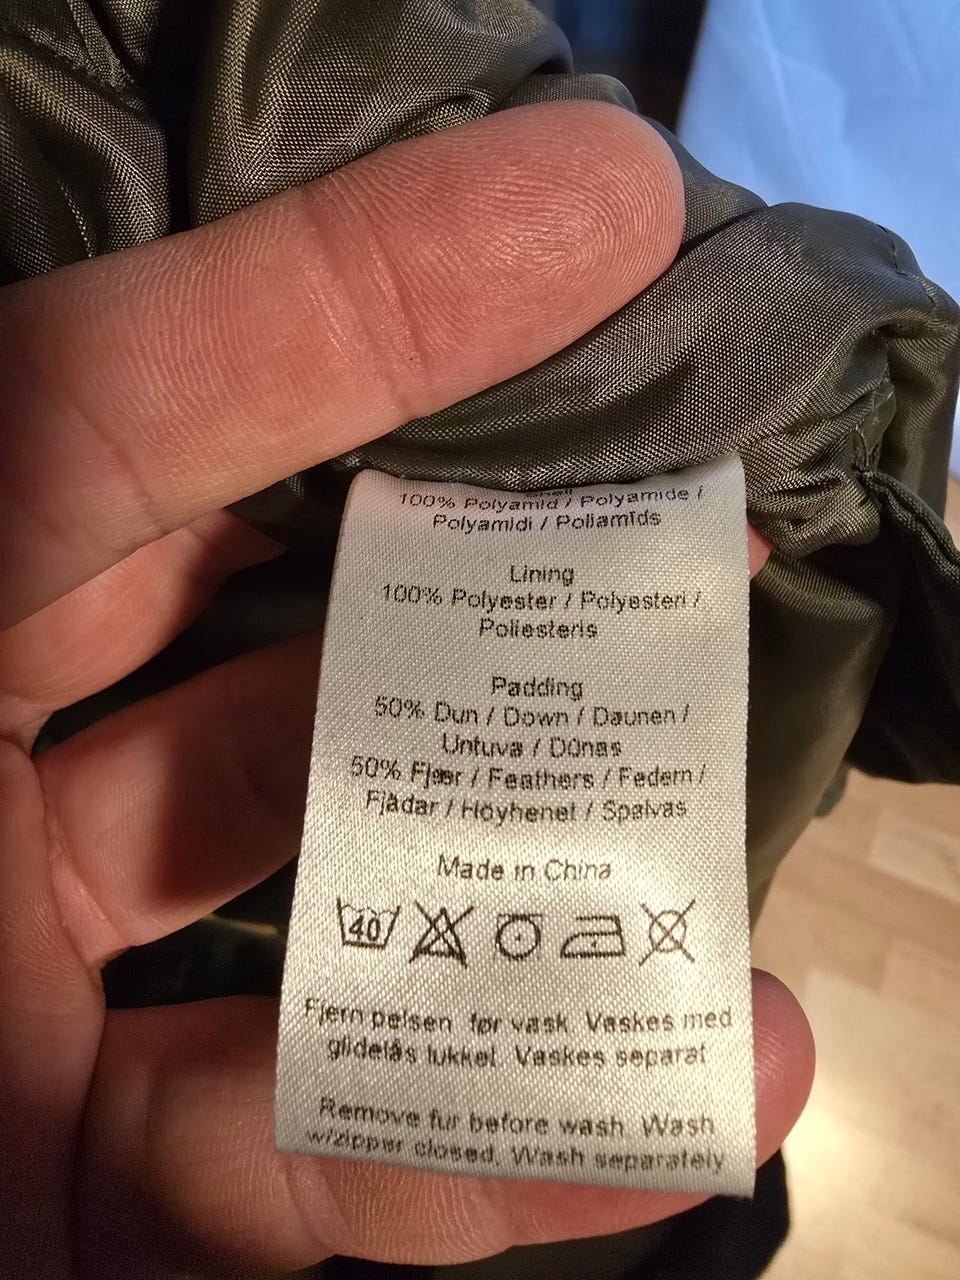 Shell
100% Polyamid / Polyamide /
Polyamidi / Poliamīds
Lining
100% Polyester / Polyesteri /
Poliesteris
Padding
50% Dun / Down / Daunen /
Untuva / Dūnas
50% Fjær / Feathers / Federn /
Fjädar / Höyhenet / Spalvas
Made in China
40
Fjern pelsen før vask. Vaskes med
glidelås lukket. Vaskes separat
Remove fur before wash. Wash
w/zipper closed. Wash separately